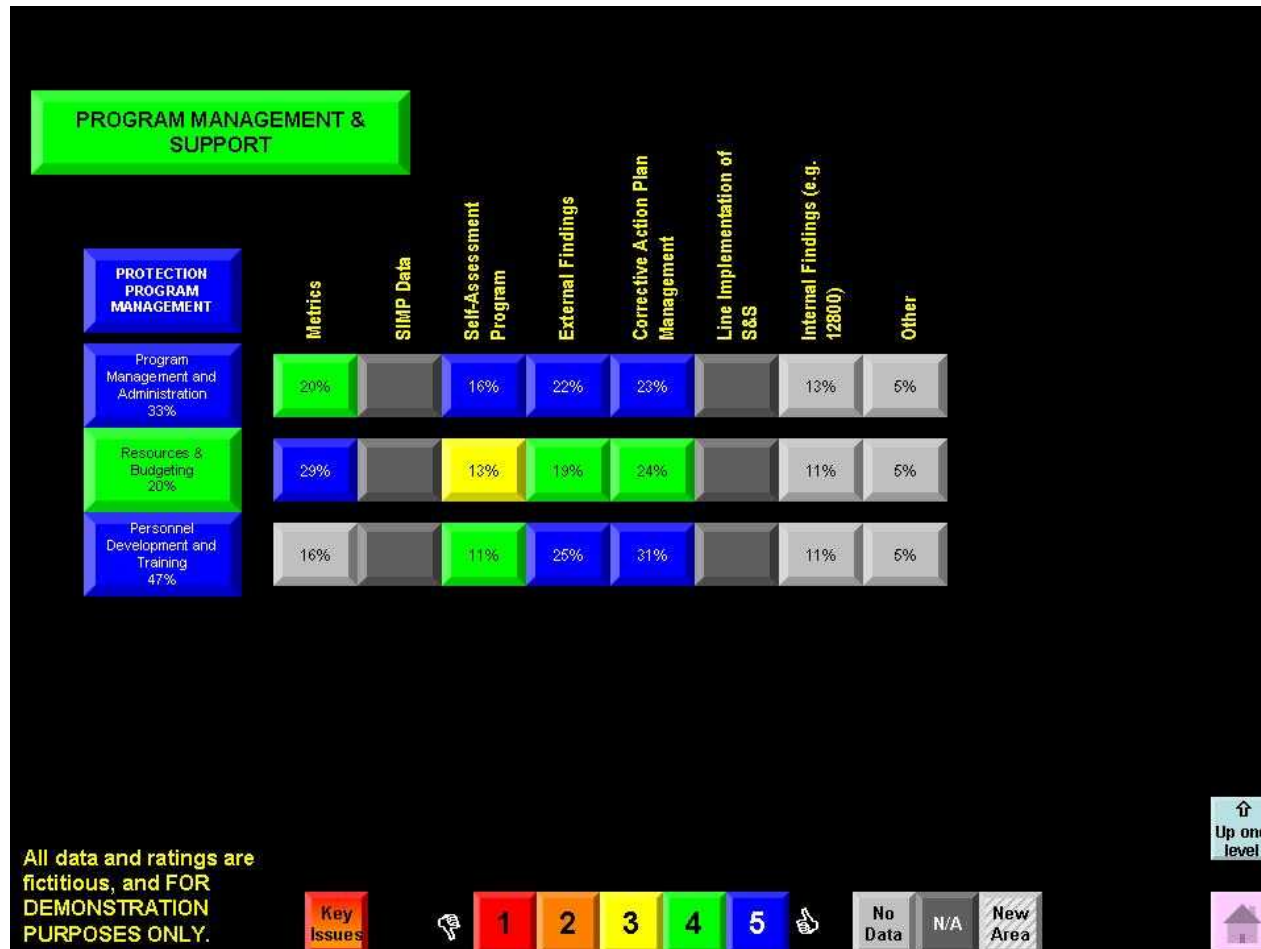 PROGRAM MANAGEMENT &
SUPPORT
PROTECTION
PROGRAM
MANAGEMENT
Metrics
SIMP Data
Self-Assessment
Program
External Findings
Corrective Action Plan
Management
Line Implementation of
S&S
Internal Findings (e.g.
12800)
Other
Program
Management and
Administration
33%
20%
16%
22%
23%
13%
5%
Resources &
Budgeting
20%
29%
13%
19%
24%
11%
5%
Personnel
Development and
Training
47%
16%
11%
25%
31%
11%
5%
Up one
level
All data and ratings are
fictitious, and FOR
DEMONSTRATION
PURPOSES ONLY.
Key
Issues
1
2
3
4
5
No
Data
N/A
New
Area